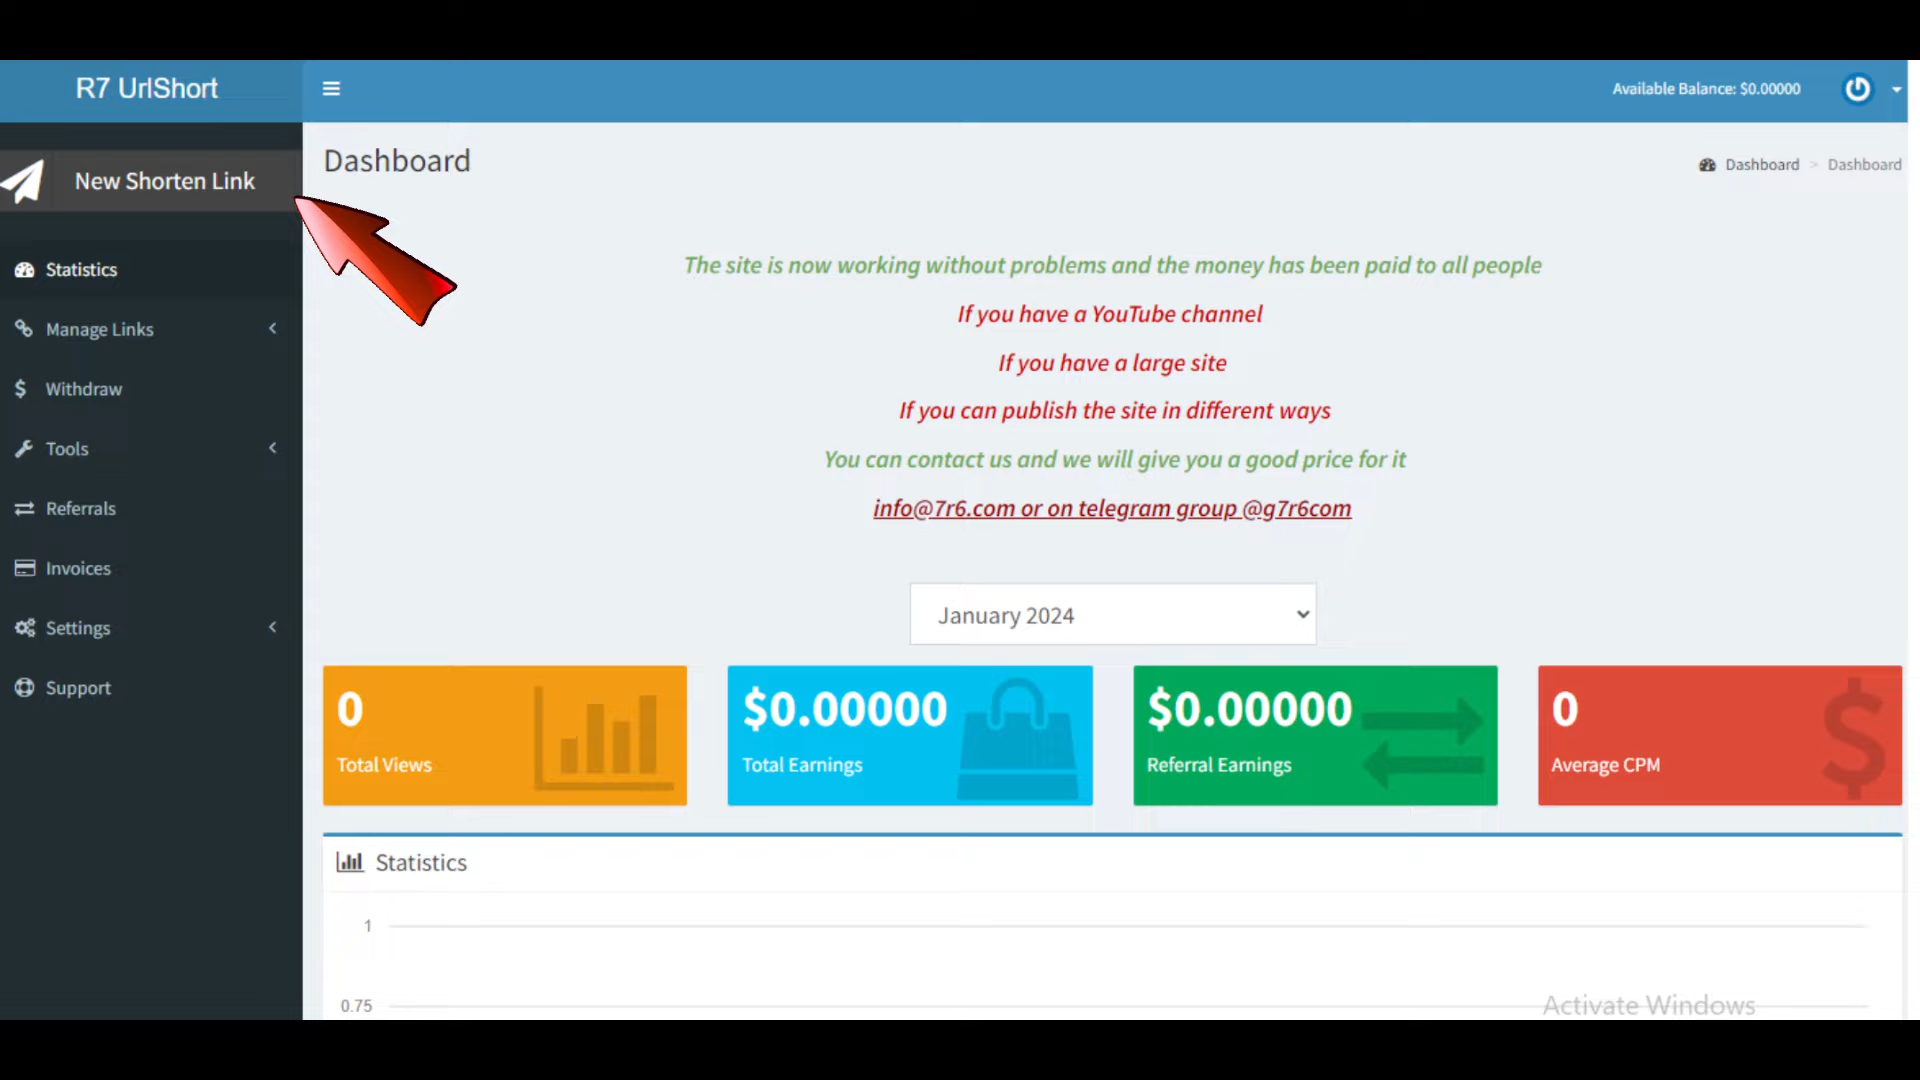 R7 UrlShort
Available Balance: $0.00000
New Shorten Link
Dashboard
Dashboard > Dashboard
Statistics
Manage Links
Withdraw
Tools
Referrals
Invoices
Settings
Support
The site is now working without problems and the money has been paid to all people
If you have a YouTube channel
If you have a large site
If you can publish the site in different ways
You can contact us and we will give you a good price for it
info@7r6.com or on telegram group @g7r6com
January 2024
0
Total Views
$0.00000
Total Earnings
$0.00000
Referral Earnings
0
Average CPM
Statistics
1
0.75
Activate Windows